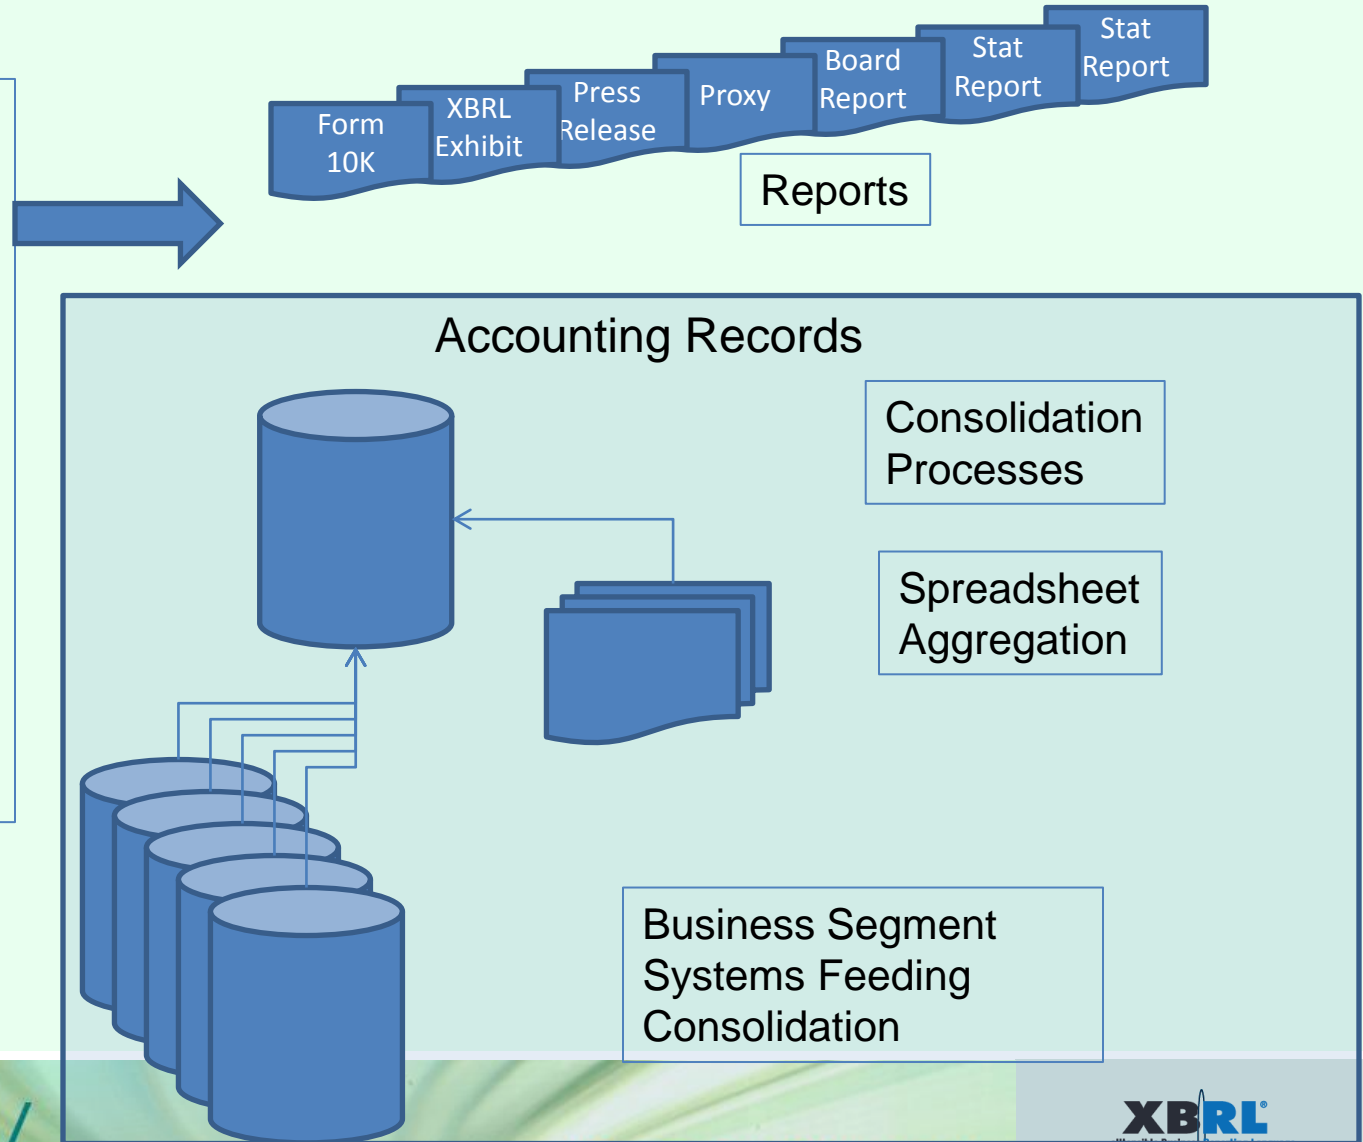 Form
10K
XBRL
Exhibit
Press
Release
Proxy
Board
Report
Stat
Report
Stat
Report
Reports
Accounting Records
Consolidation
Processes
Spreadsheet
Aggregation
Business Segment
Systems Feeding
Consolidation
XBRL®